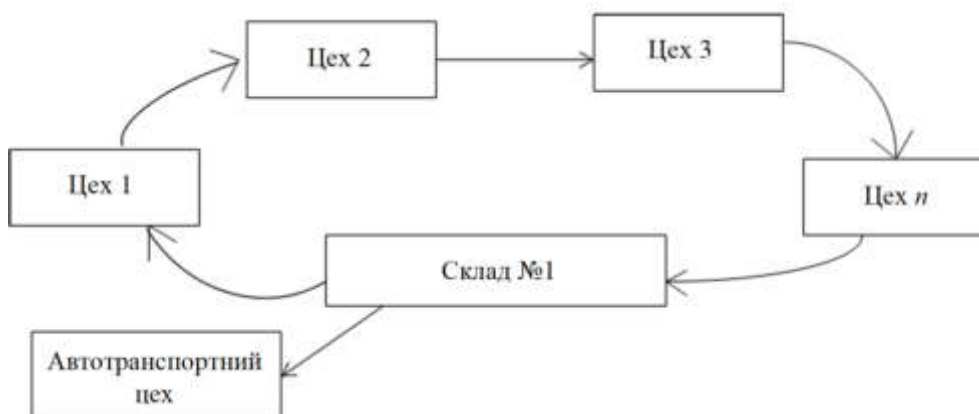 Цех 2
Цех 3
Цех 1
Цех n
Склад №1
Автотранспортний
цех